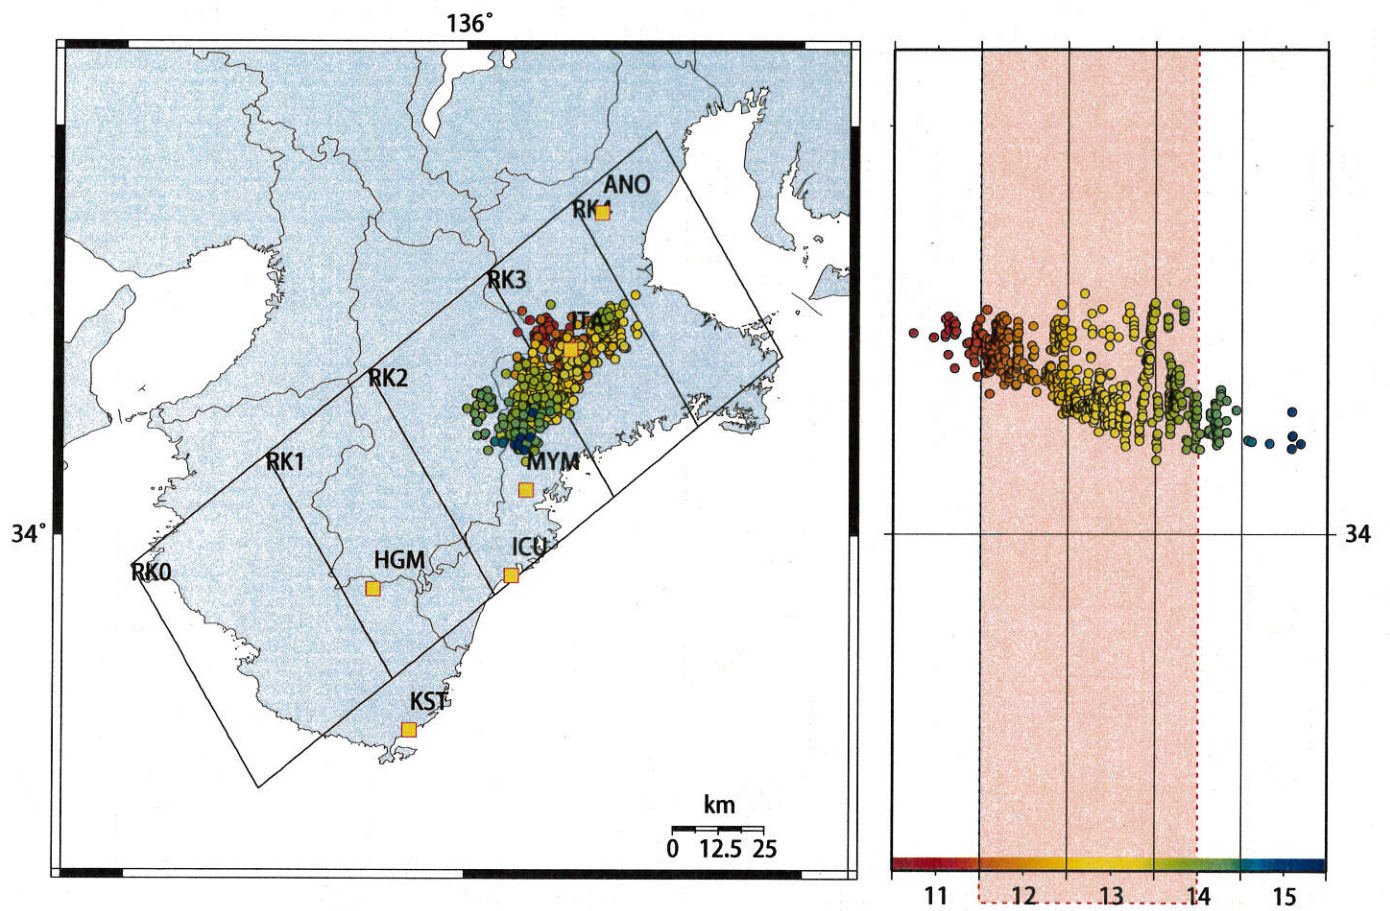 136°
ANO
RK4
RK3
ITA
RK2
RK1
MYM
34°
34
ICU
HGM
RK0
KST
km
0 12.5 25
11 12 13 14 15